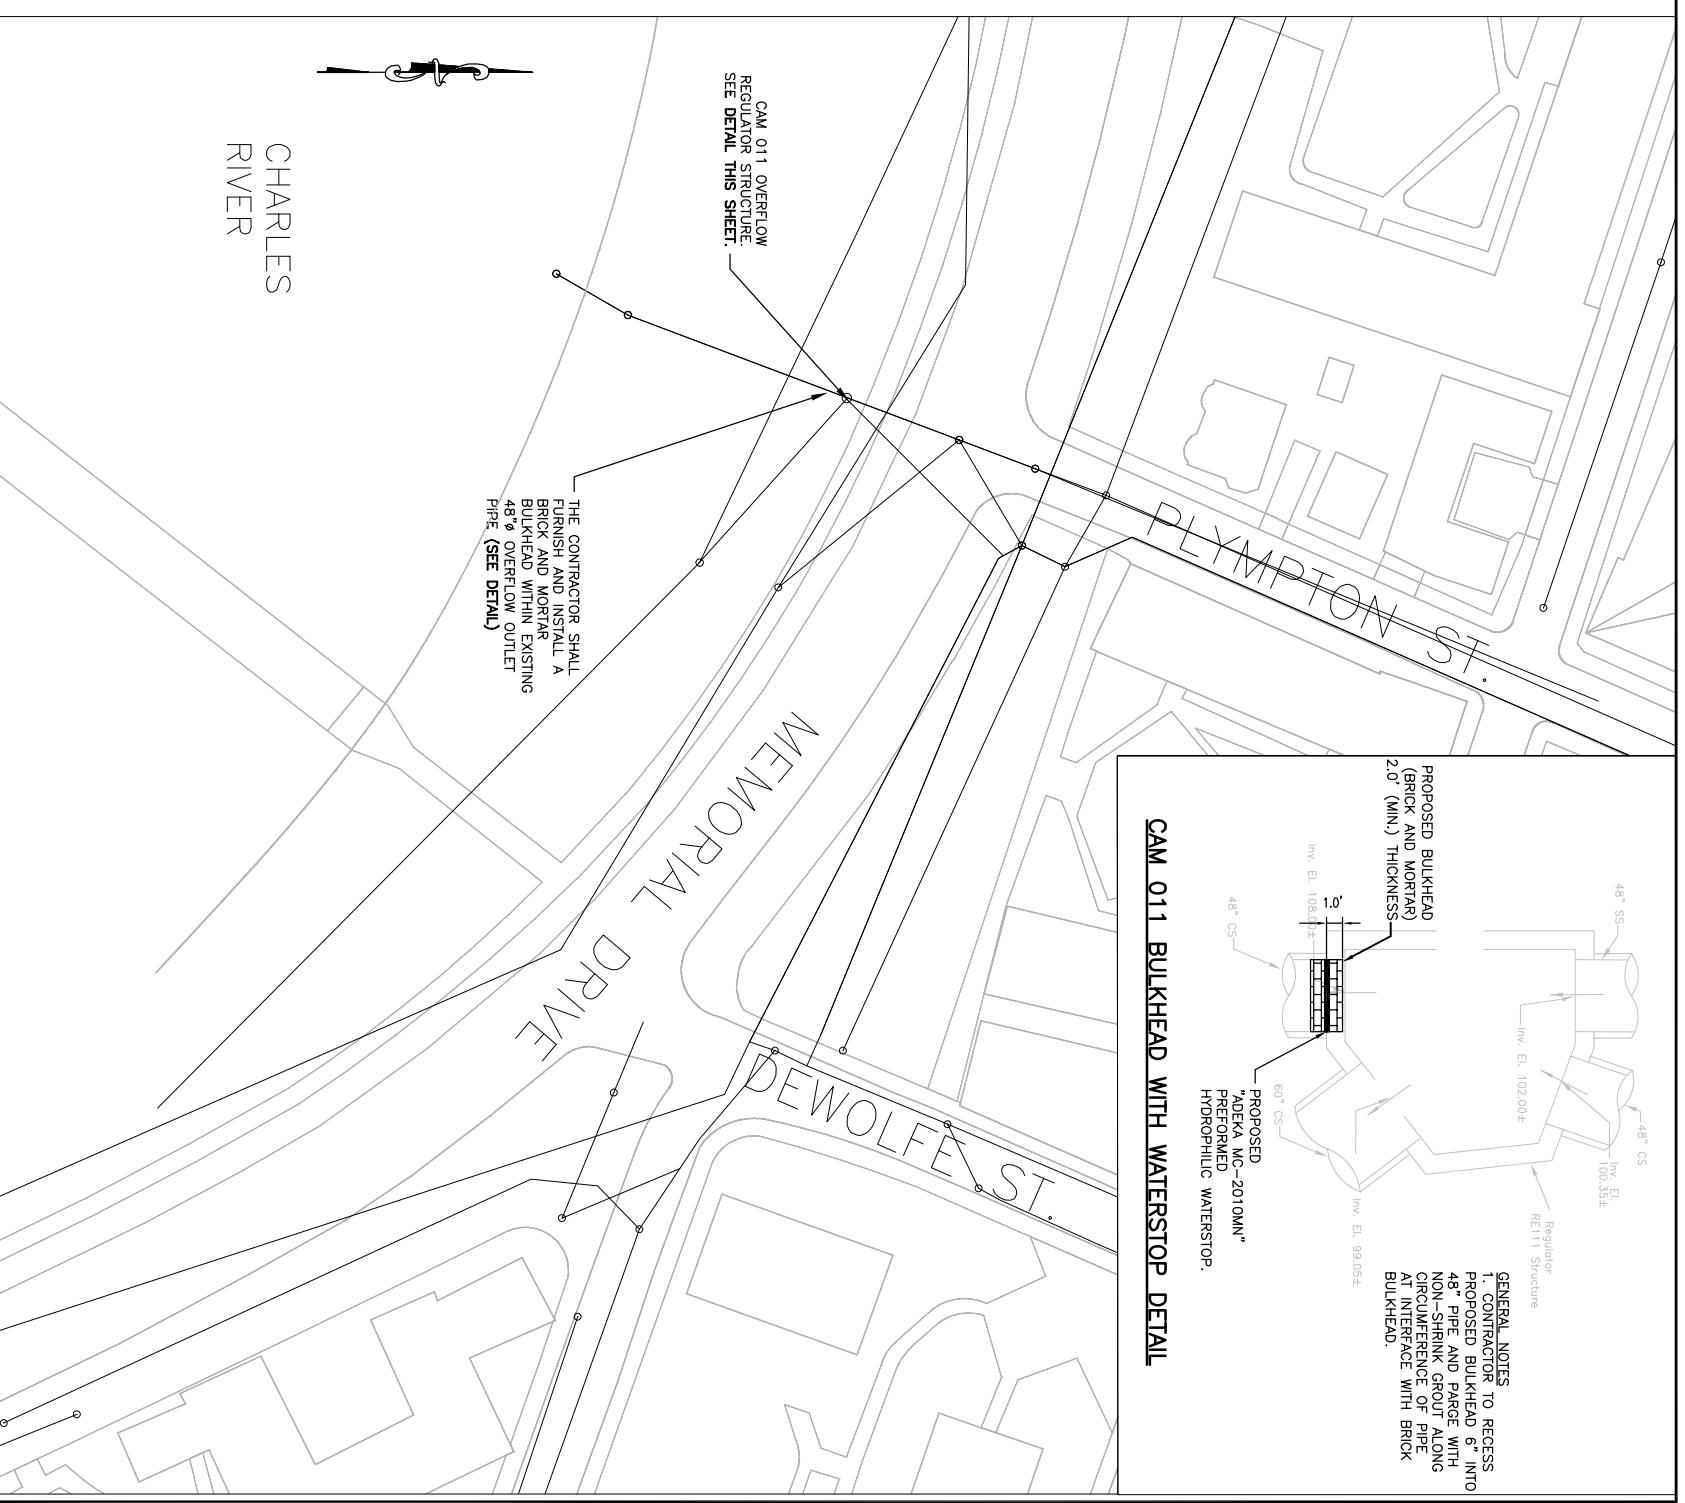 CHARLES
RIVER
CAM 011 OVERFLOW
REGULATOR STRUCTURE.
SEE DETAIL THIS SHEET.
THE CONTRACTOR SHALL
FURNISH AND INSTALL A
BRICK AND MORTAR
BULKHEAD WITHIN EXISTING
48"ø OVERFLOW OUTLET
PIPE (SEE DETAIL)
PLYMPTON ST.
MEMORIAL DRIVE
DEWOLFE ST.
PROPOSED BULKHEAD
(BRICK AND MORTAR)
2.0' (MIN.) THICKNESS
1.0'
48" SS
48" CS
Inv. El. 108.00±
48" CS
Inv. El. 102.00±
Inv. El.
100.35±
60" CS
Inv. El. 99.05±
Regulator
RE111 Structure
PROPOSED
"ADEKA MC-2010MN"
PREFORMED
HYDROPHILIC WATERSTOP.
GENERAL NOTES
1. CONTRACTOR TO RECESS
PROPOSED BULKHEAD 6" INTO
48" PIPE AND PARGE WITH
NON-SHRINK GROUT ALONG
CIRCUMFERENCE OF PIPE
AT INTERFACE WITH BRICK
BULKHEAD.
CAM 011 BULKHEAD WITH WATERSTOP DETAIL